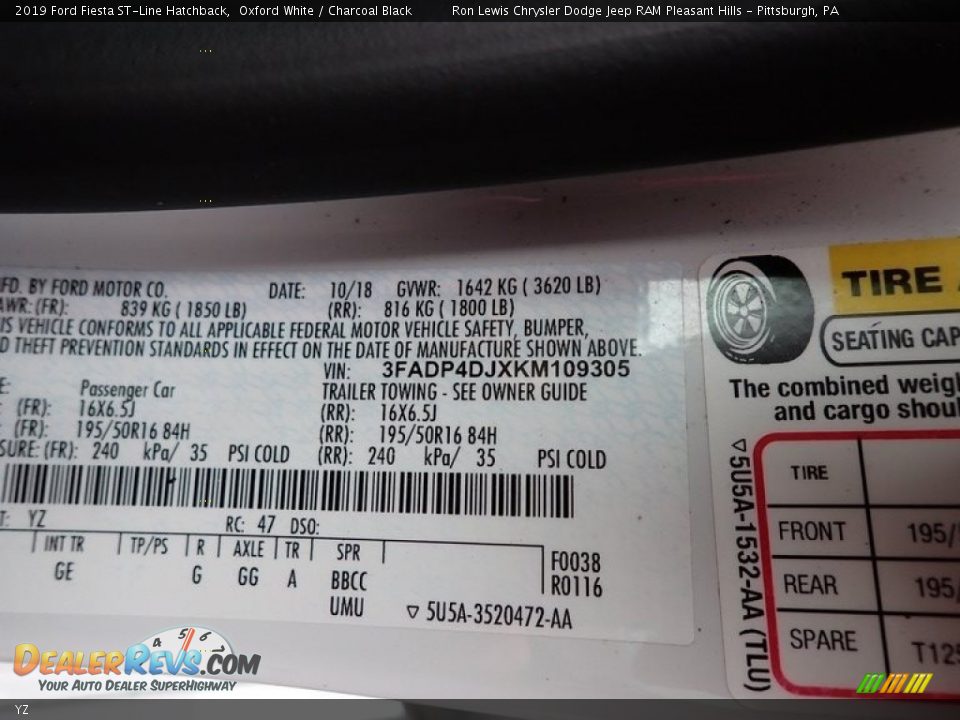 2019 Ford Fiesta ST-Line Hatchback, Oxford White / Charcoal Black Ron Lewis Chrysler Dodge Jeep RAM Pleasant Hills - Pittsburgh, PA
FD. BY FORD MOTOR CO. DATE: 10/18 GVWR: 1642 KG ( 3620 LB)
AWR: (FR): 839 KG ( 1850 LB) (RR): 816 KG ( 1800 LB)
IS VEHICLE CONFORMS TO ALL APPLICABLE FEDERAL MOTOR VEHICLE SAFETY, BUMPER,
D THEFT PREVENTION STANDARDS IN EFFECT ON THE DATE OF MANUFACTURE SHOWN ABOVE.
VIN: 3FADP4DJXKM109305
E: Passenger Car TRAILER TOWING - SEE OWNER GUIDE
(FR): 16X6.5J (RR): 16X6.5J
(FR): 195/50R16 84H (RR): 195/50R16 84H
SURE: (FR): 240 kPa/ 35 PSI COLD (RR): 240 kPa/ 35 PSI COLD
T: YZ RC: 47 DSO:
INT TR TP/PS R AXLE TR SPR F0038
GE G GG A BBCC R0116
UMU ▽ 5U5A-3520472-AA
TIRE
SEATING CAP
The combined weigh
and cargo shoul
▽5U5A-1532-AA (TLU)
TIRE
FRONT 195/
REAR 195/
SPARE T125
DEALERREVS.COM
4 5 6
YOUR AUTO DEALER SUPERHIGHWAY
YZ